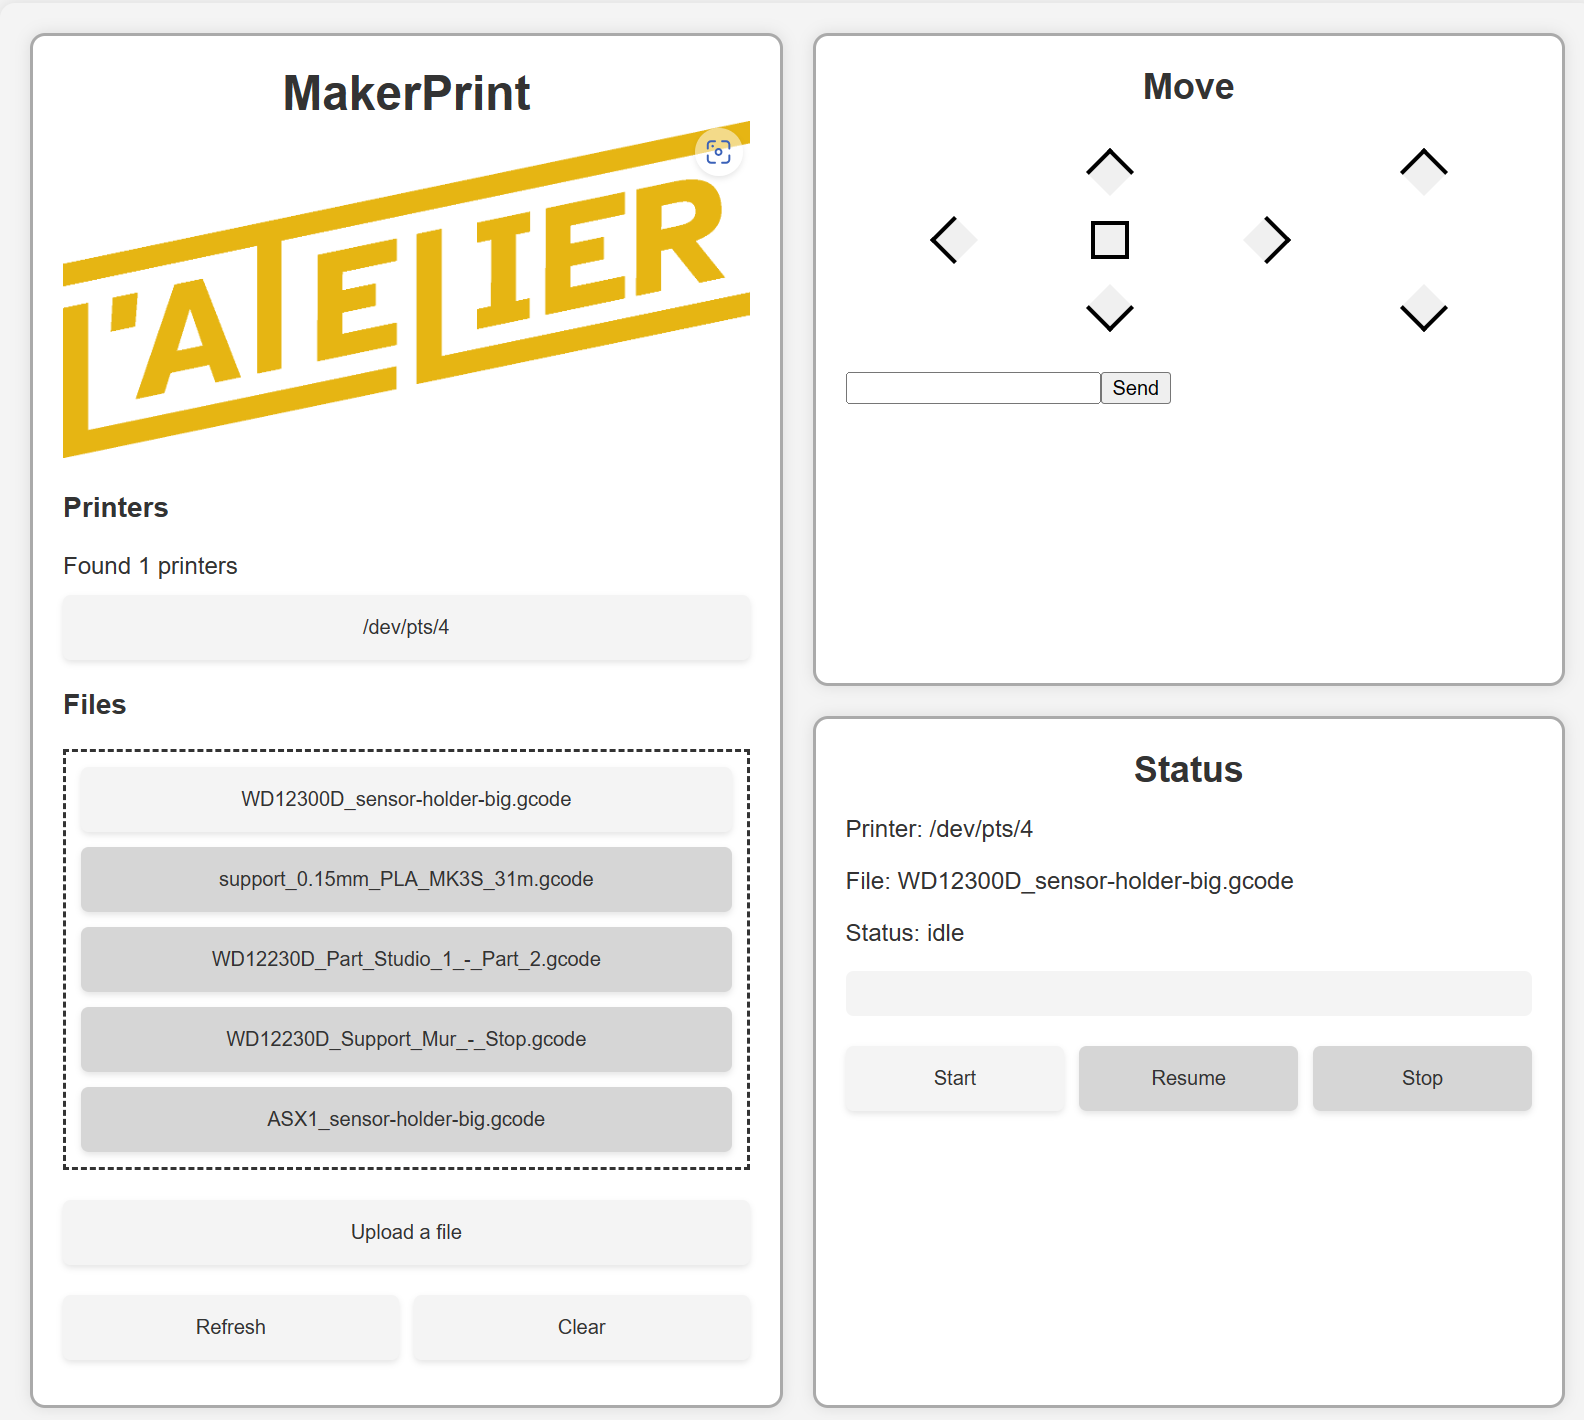 MakerPrint
L'ATELIER
Printers
Found 1 printers
/dev/pts/4
Files
WD12300D_sensor-holder-big.gcode
support_0.15mm_PLA_MK3S_31m.gcode
WD12230D_Part_Studio_1_-_Part_2.gcode
WD12230D_Support_Mur_-_Stop.gcode
ASX1_sensor-holder-big.gcode
Upload a file
Refresh Clear
Move
Send
Status
Printer: /dev/pts/4
File: WD12300D_sensor-holder-big.gcode
Status: idle
Start Resume Stop